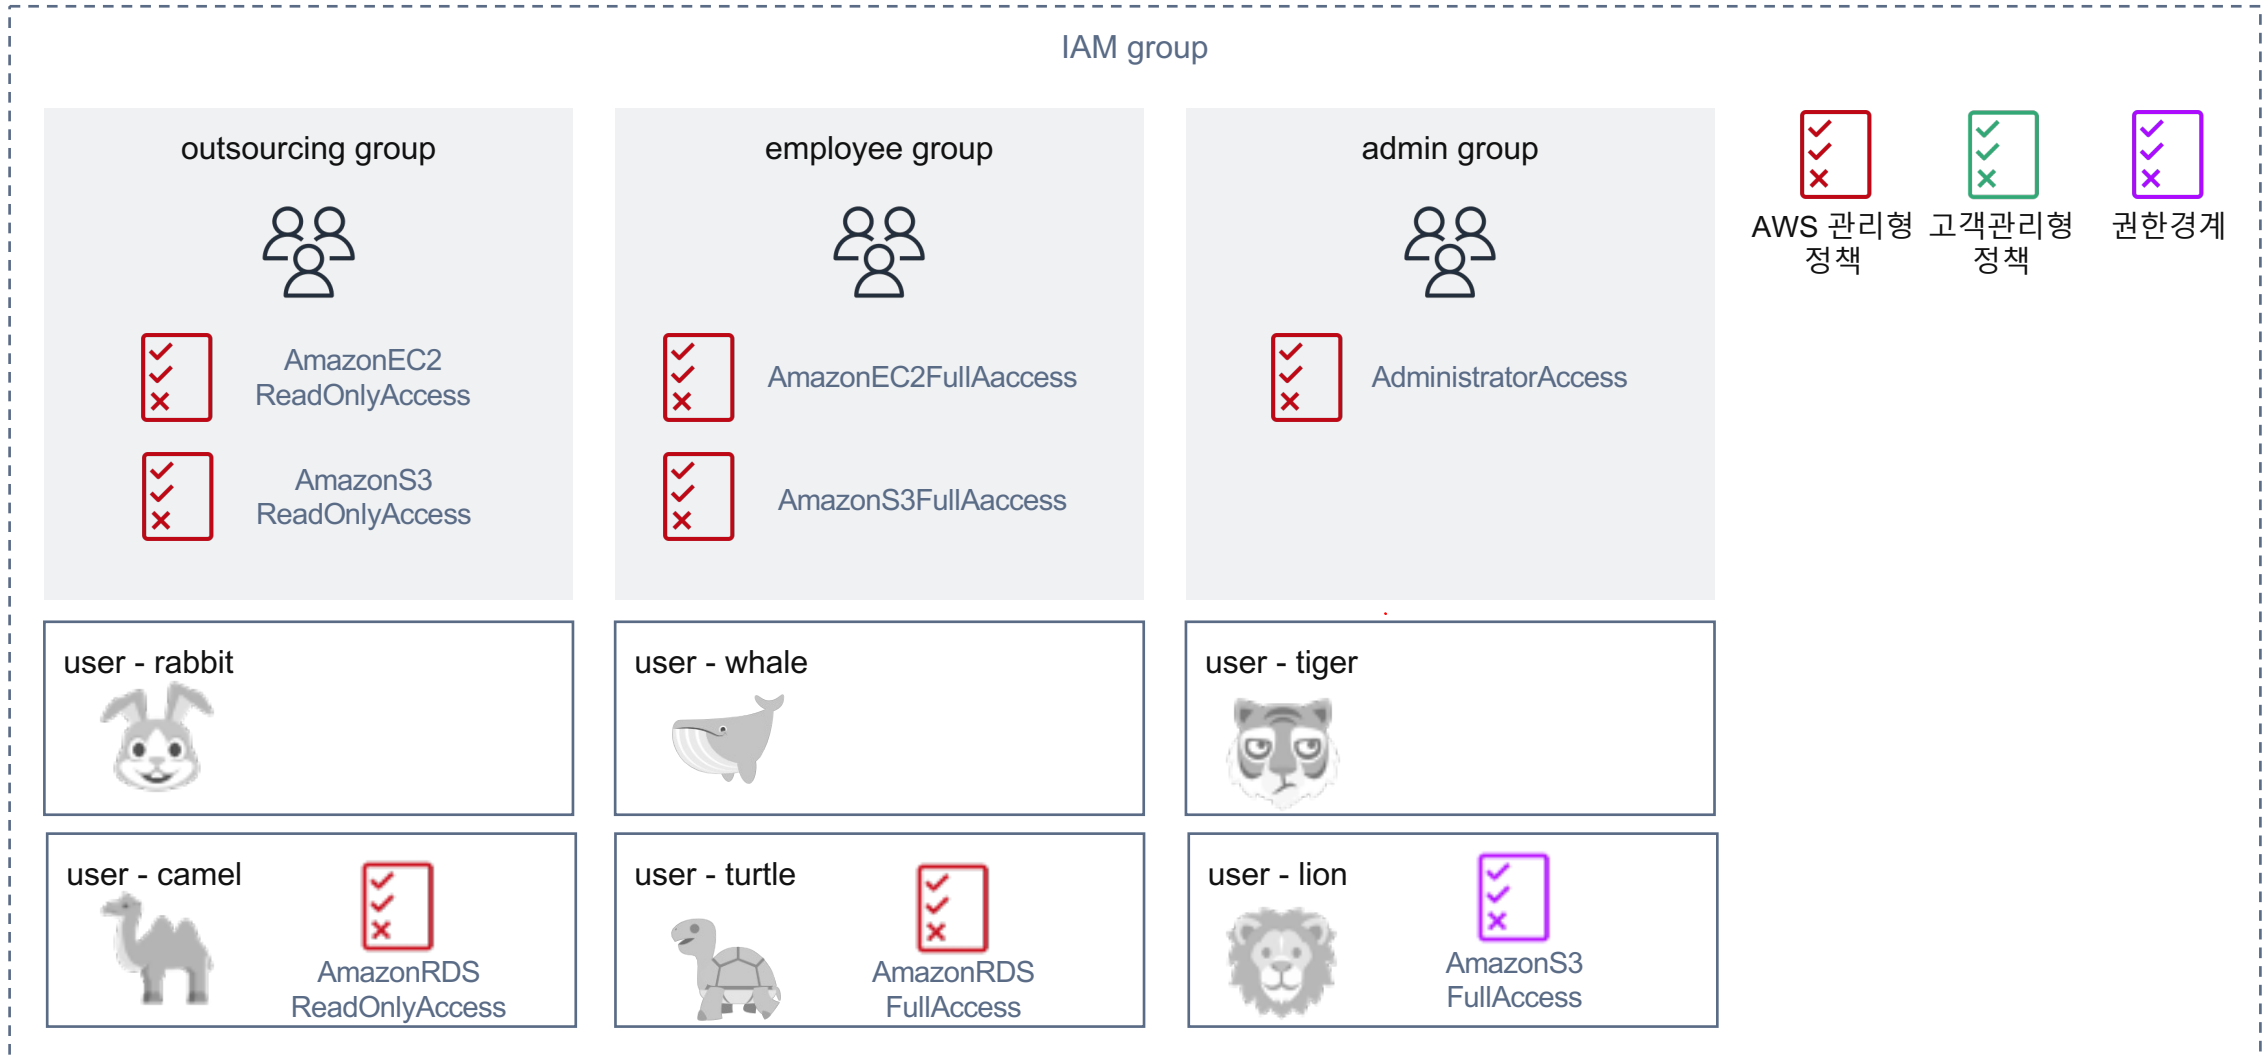 IAM group
outsourcing group
AmazonEC2
ReadOnlyAccess
AmazonS3
ReadOnlyAccess
employee group
AmazonEC2FullAaccess
AmazonS3FullAaccess
admin group
AdministratorAccess
AWS 관리형
정책
고객관리형
정책
권한경계
user - rabbit
user - whale
user - tiger
user - camel
AmazonRDS
ReadOnlyAccess
user - turtle
AmazonRDS
FullAccess
user - lion
AmazonS3
FullAccess